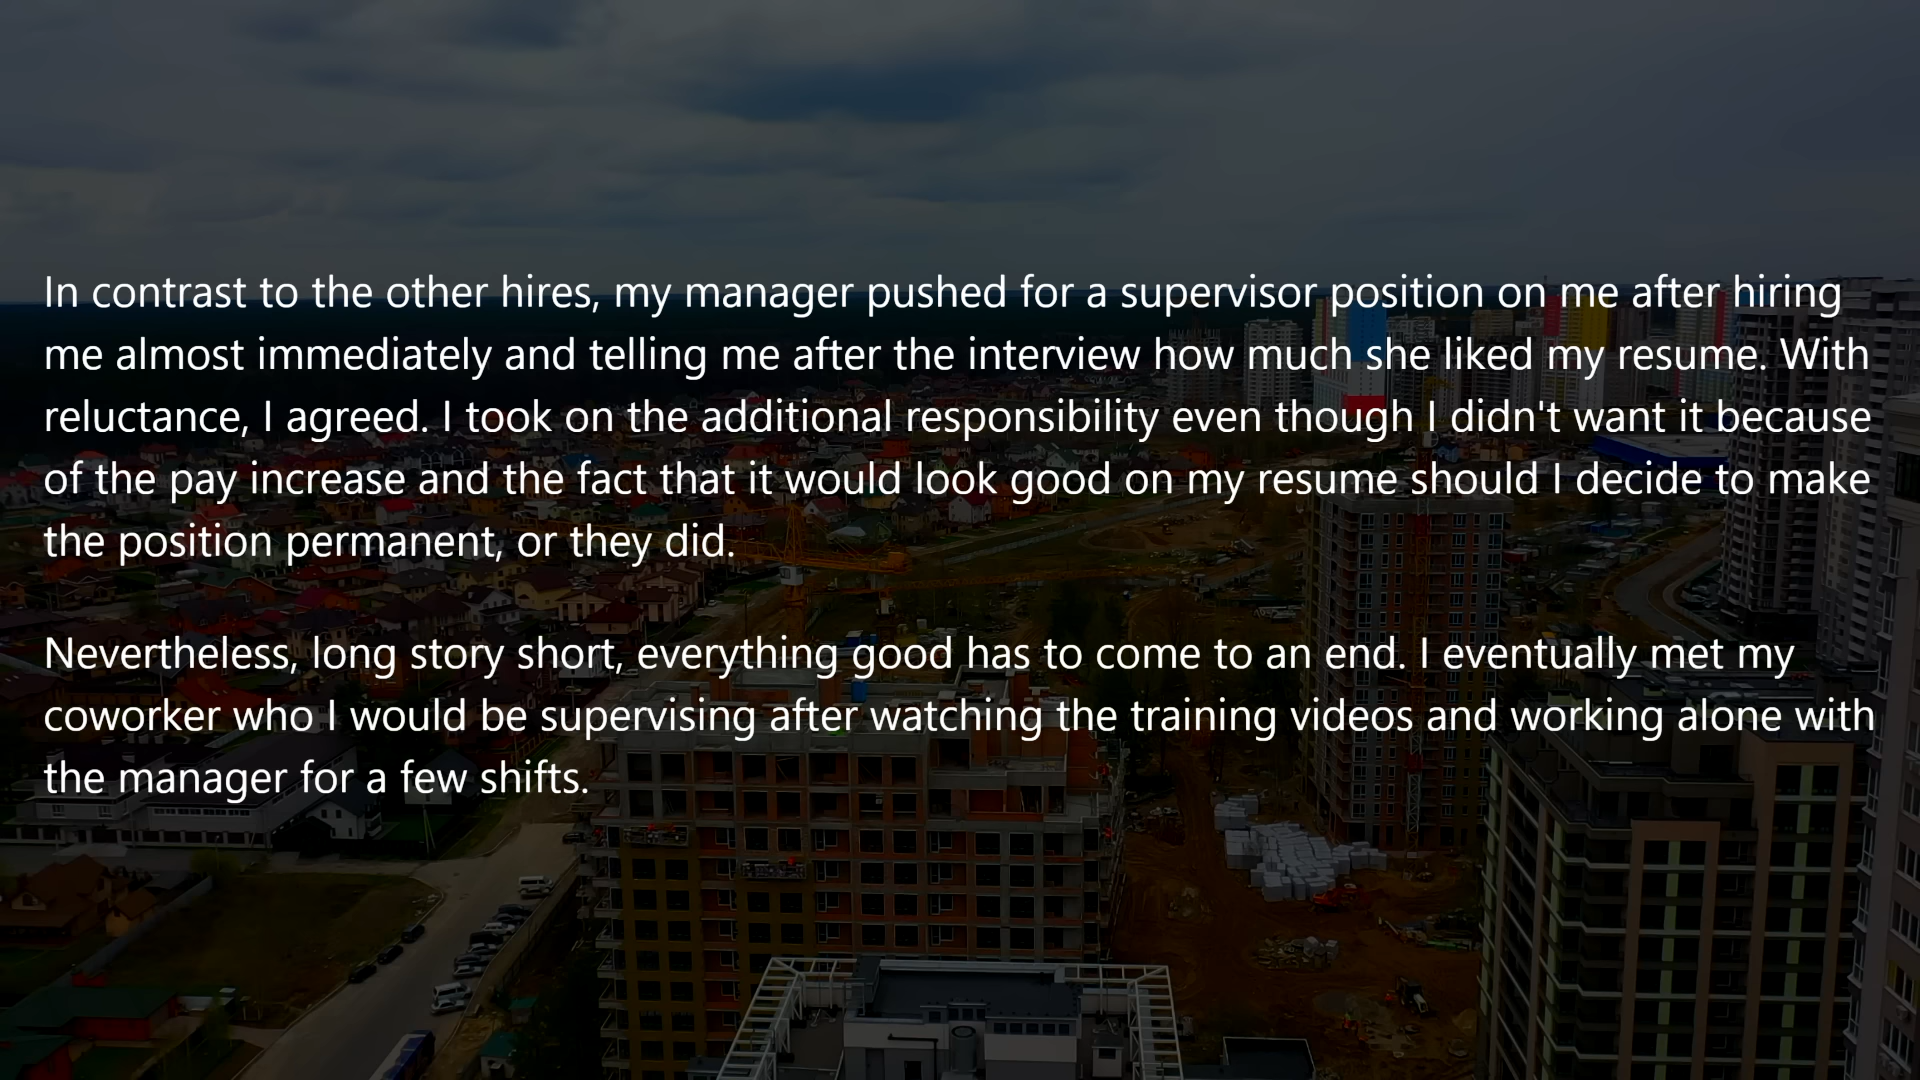 In contrast to the other hires, my manager pushed for a supervisor position on me after hiring
me almost immediately and telling me after the interview how much she liked my resume. With
reluctance, I agreed. I took on the additional responsibility even though I didn't want it because
of the pay increase and the fact that it would look good on my resume should I decide to make
the position permanent, or they did.
Nevertheless, long story short, everything good has to come to an end. I eventually met my
coworker who I would be supervising after watching the training videos and working alone with
the manager for a few shifts.